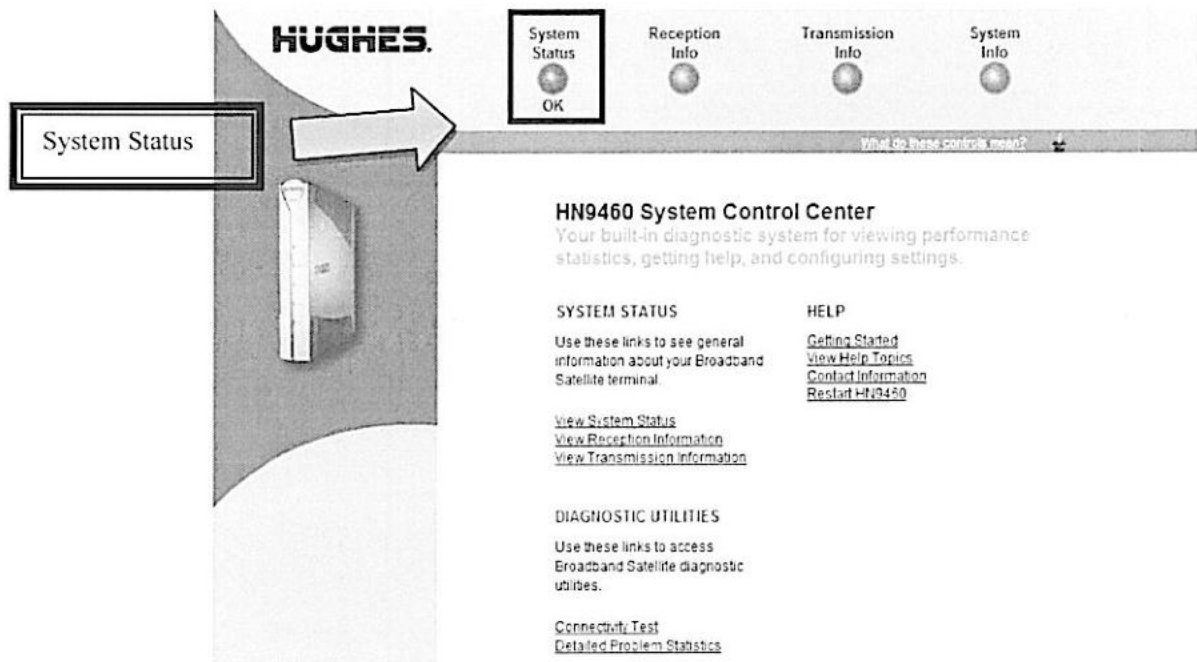 HUGHES.
System
Status
OK
Reception
Info
Transmission
Info
System
Info
System Status
What do these controls mean?
HN9460 System Control Center
Your built-in diagnostic system for viewing performance
statistics, getting help, and configuring settings.
SYSTEM STATUS
Use these links to see general
information about your Broadband
Satellite terminal.
View System Status
View Reception Information
View Transmission Information
HELP
Getting Started
View Help Topics
Contact Information
Restart HN9460
DIAGNOSTIC UTILITIES
Use these links to access
Broadband Satellite diagnostic
utilities.
Connectivity Test
Detailed Problem Statistics